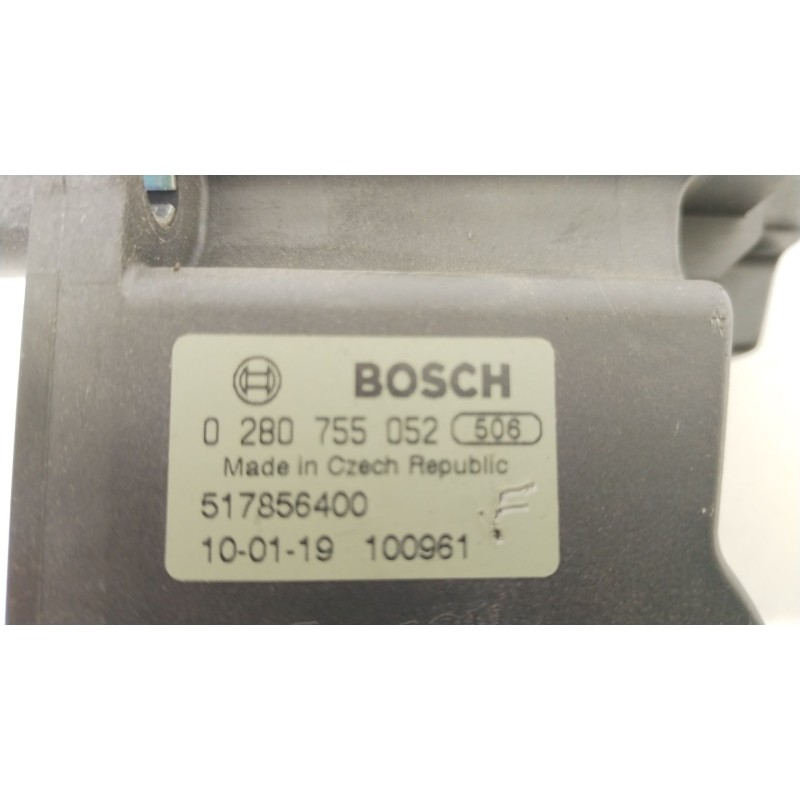 BOSCH
0 280 755 052 506
Made in Czech Republic
517856400
10-01-19 100961